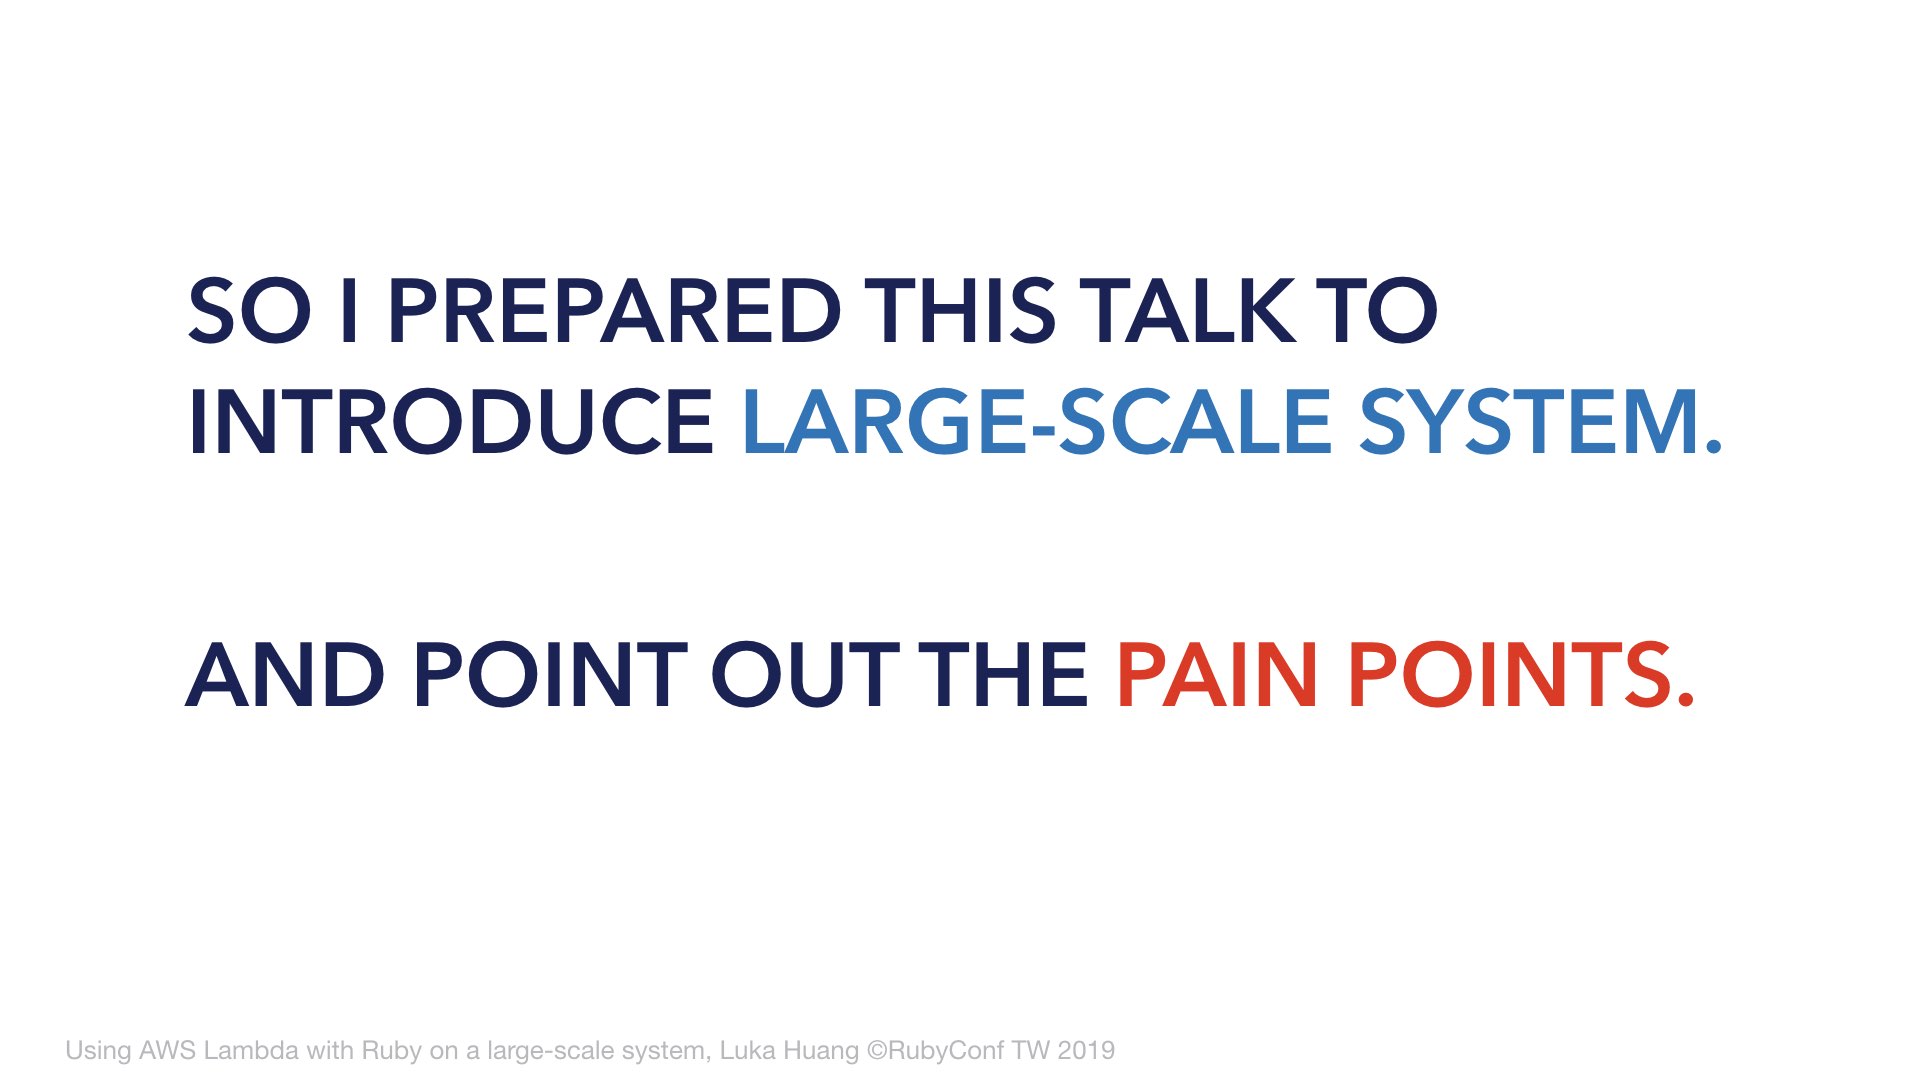 SO I PREPARED THIS TALK TO
INTRODUCE LARGE-SCALE SYSTEM.
AND POINT OUT THE PAIN POINTS.
Using AWS Lambda with Ruby on a large-scale system, Luka Huang ©RubyConf TW 2019